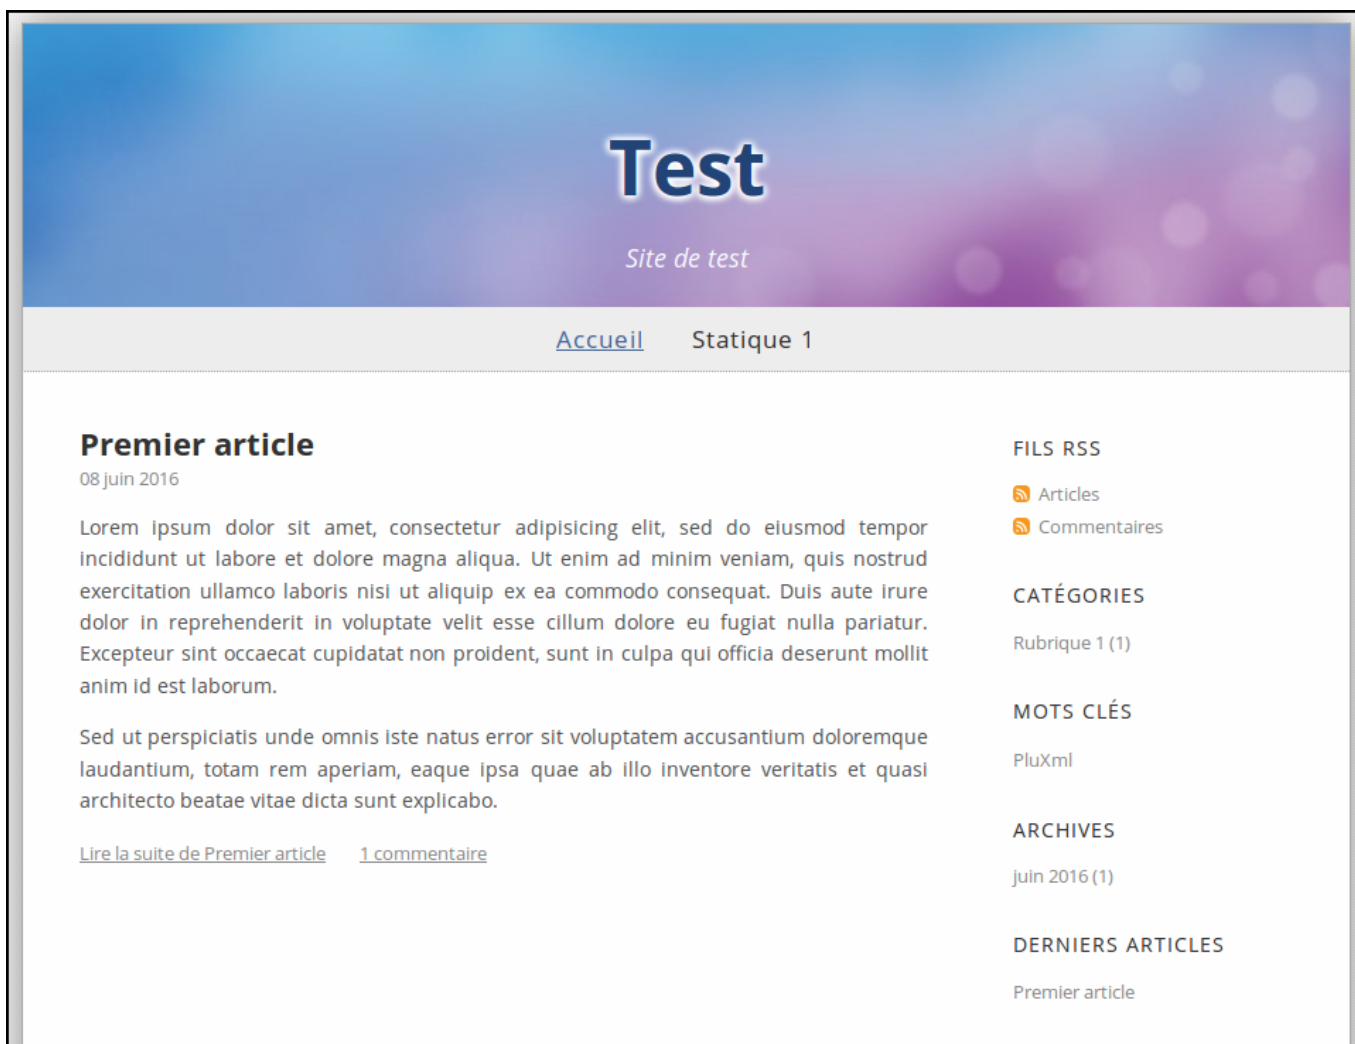 Test
Site de test
Accueil
Statique 1
Premier article
08 juin 2016
Lorem ipsum dolor sit amet, consectetur adipisicing elit, sed do eiusmod tempor
incididunt ut labore et dolore magna aliqua. Ut enim ad minim veniam, quis nostrud
exercitation ullamco laboris nisi ut aliquip ex ea commodo consequat. Duis aute irure
dolor in reprehenderit in voluptate velit esse cillum dolore eu fugiat nulla pariatur.
Excepteur sint occaecat cupidatat non proident, sunt in culpa qui officia deserunt mollit
anim id est laborum.
Sed ut perspiciatis unde omnis iste natus error sit voluptatem accusantium doloremque
laudantium, totam rem aperiam, eaque ipsa quae ab illo inventore veritatis et quasi
architecto beatae vitae dicta sunt explicabo.
Lire la suite de Premier article
1 commentaire
FILS RSS
Articles
Commentaires
CATÉGORIES
Rubrique 1 (1)
MOTS CLÉS
PluXml
ARCHIVES
juin 2016 (1)
DERNIERS ARTICLES
Premier article